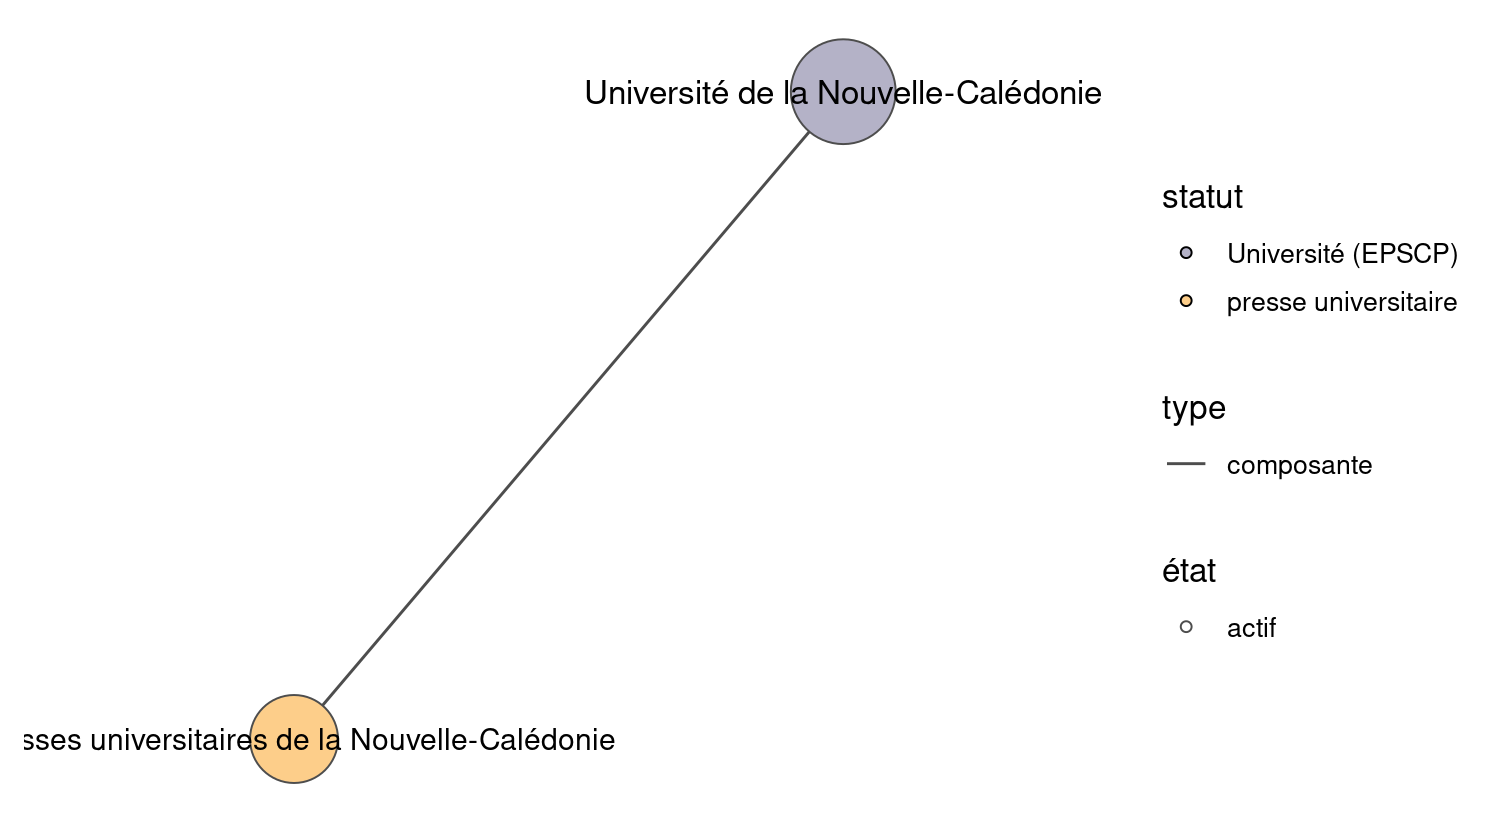 Université de la Nouvelle-Calédonie
statut
Université (EPSCP)
presse universitaire
type
composante
état
actif
universitaires de la Nouvelle-Calédonie